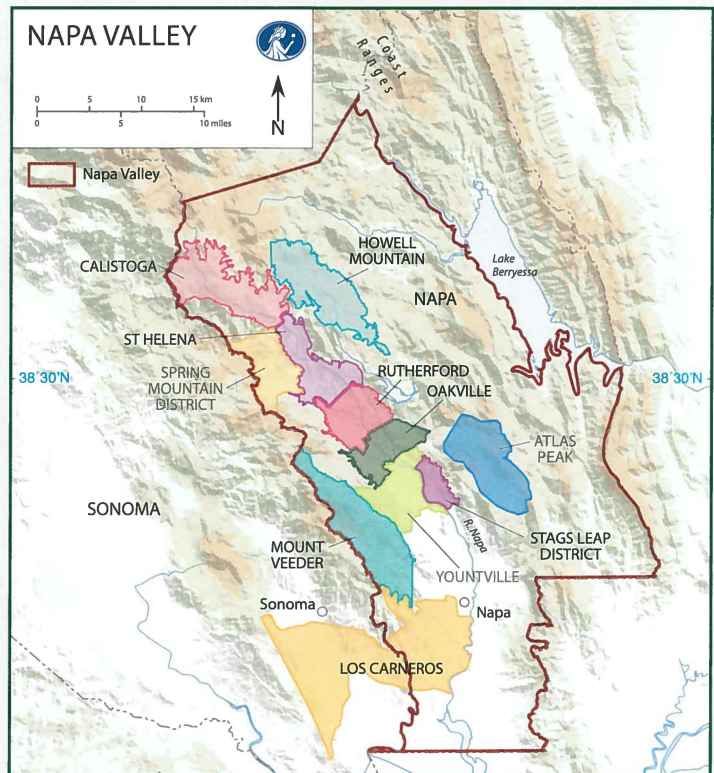 NAPA VALLEY
0 5 10 15 km
0 5 10 miles
N
Napa Valley
Coast
Ranges
HOWELL
MOUNTAIN
CALISTOGA
Lake
Berryessa
NAPA
ST HELENA
38°30'N
SPRING
MOUNTAIN
DISTRICT
RUTHERFORD
OAKVILLE
38°30'N
ATLAS
PEAK
SONOMA
R.Napa
STAGS LEAP
DISTRICT
MOUNT
VEEDER
YOUNTVILLE
Sonoma
Napa
LOS CARNEROS